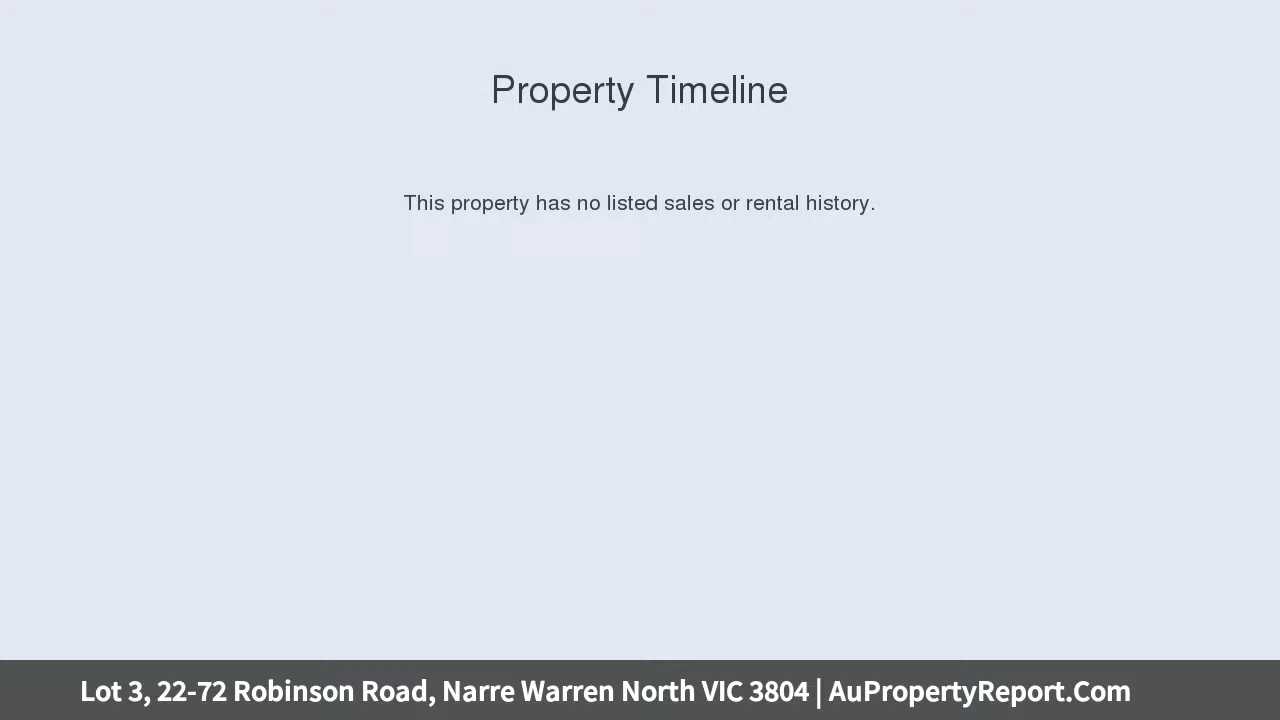 Property Timeline
This property has no listed sales or rental history.
Lot 3, 22-72 Robinson Road, Narre Warren North VIC 3804 | AuPropertyReport.Com